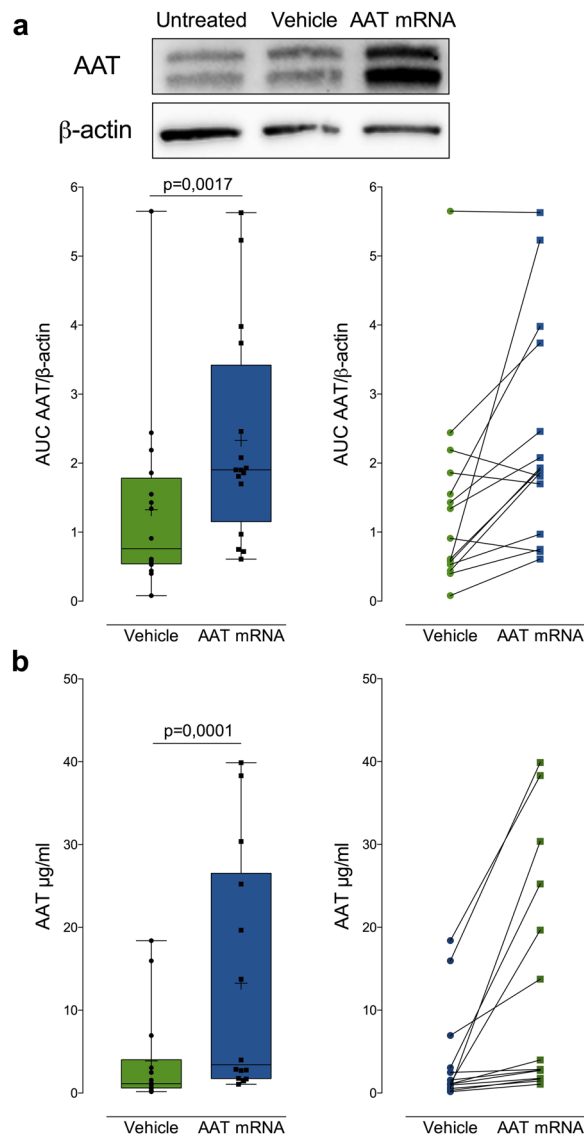 a
Untreated Vehicle AAT mRNA
AAT
β-actin
p=0,0017
AUC AAT/β-actin
6
5
4
3
2
1
0
Vehicle AAT mRNA
AUC AAT/β-actin
6
5
4
3
2
1
0
Vehicle AAT mRNA
b
p=0,0001
AAT µg/ml
50
40
30
20
10
0
Vehicle AAT mRNA
AAT µg/ml
50
40
30
20
10
0
Vehicle AAT mRNA